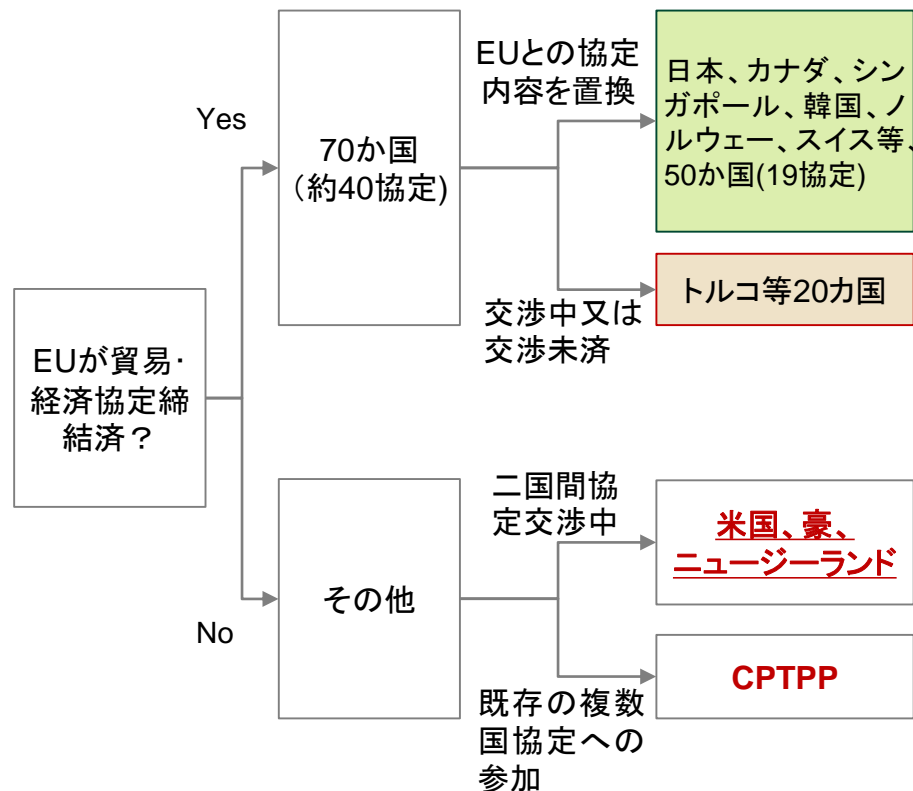 EUが貿易・
経済協定締
結済？
Yes
70か国
（約40協定)
EUとの協定
内容を置換
日本、カナダ、シン
ガポール、韓国、ノ
ルウェー、スイス等、
50か国(19協定)
交渉中又は
交渉未済
トルコ等20カ国
No
その他
二国間協
定交渉中
米国、豪、
ニュージーランド
既存の複数
国協定への
参加
CPTPP